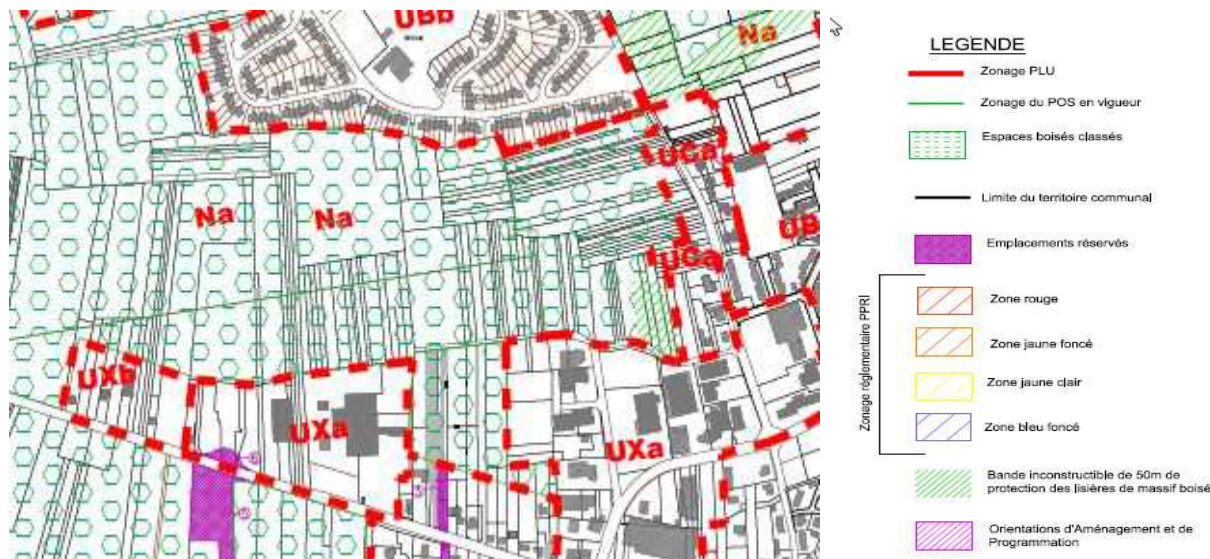 UBb
Na
UCa
UB
Na
Na
UCa
UXb
UXa
UXa
LEGENDE
Zonage PLU
Zonage du POS en vigueur
Espaces boisés classés
Limite du territoire communal
Emplacements réservés
Zonage réglementaire PPRI
Zone rouge
Zone jaune foncé
Zone jaune clair
Zone bleu foncé
Bande inconstructible de 50m de
protection des lisières de massif boisé
Orientations d'Aménagement et de
Programmation